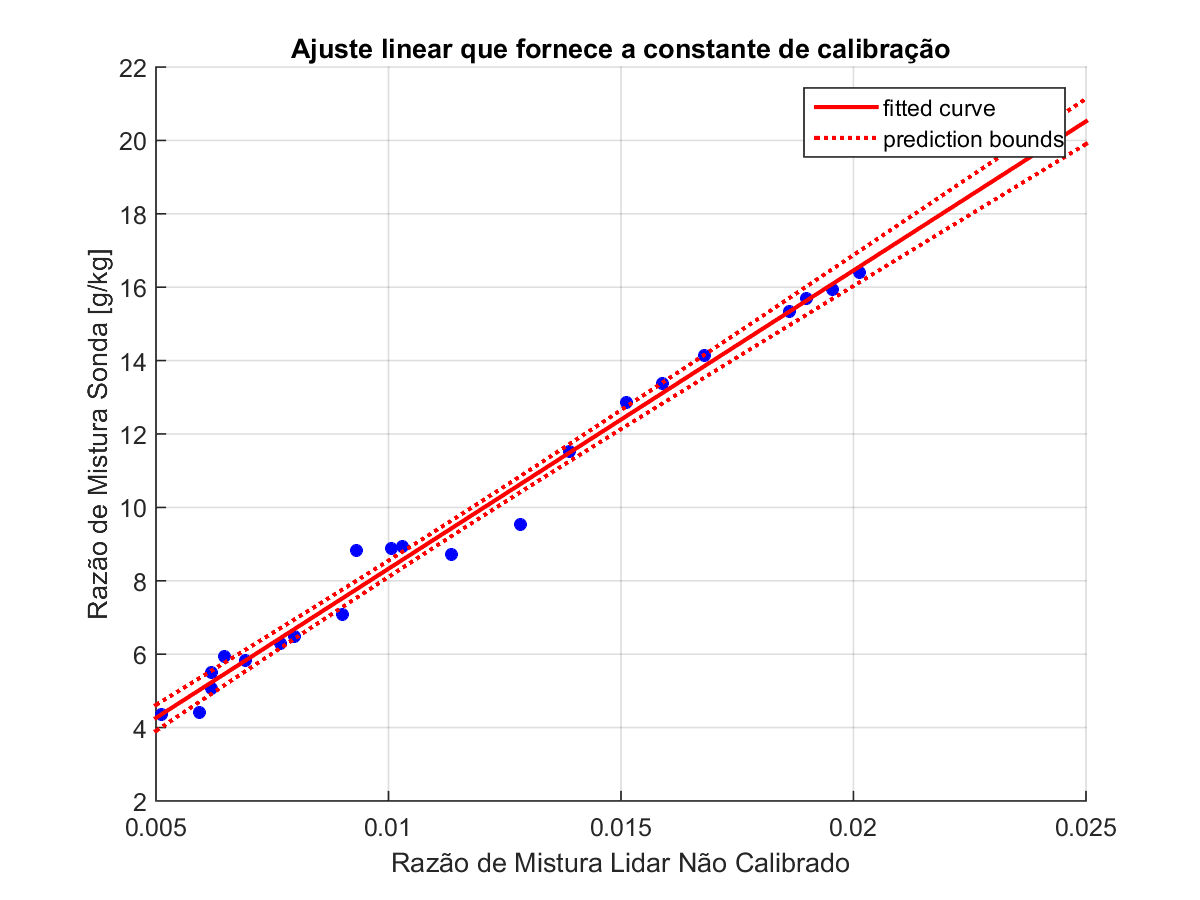 Ajuste linear que fornece a constante de calibração
22
20
18
16
14
12
10
8
6
4
2
fitted curve
prediction bounds
Razão de Mistura Sonda [g/kg]
0.005 0.01 0.015 0.02 0.025
Razão de Mistura Lidar Não Calibrado